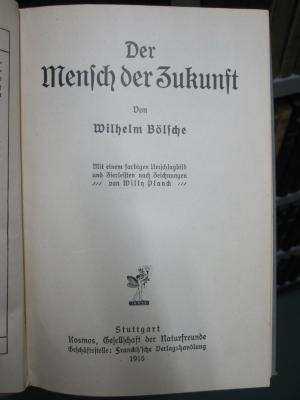 Der
Mensch der Zukunft
Von
Wilhelm Bölsche
Mit einem farbigen Umschlagbild
und Zierleisten nach Zeichnungen
von Willy Planck
Stuttgart
Kosmos, Gesellschaft der Naturfreunde
Geschäftsstelle: Franckh'sche Verlagshandlung
1915